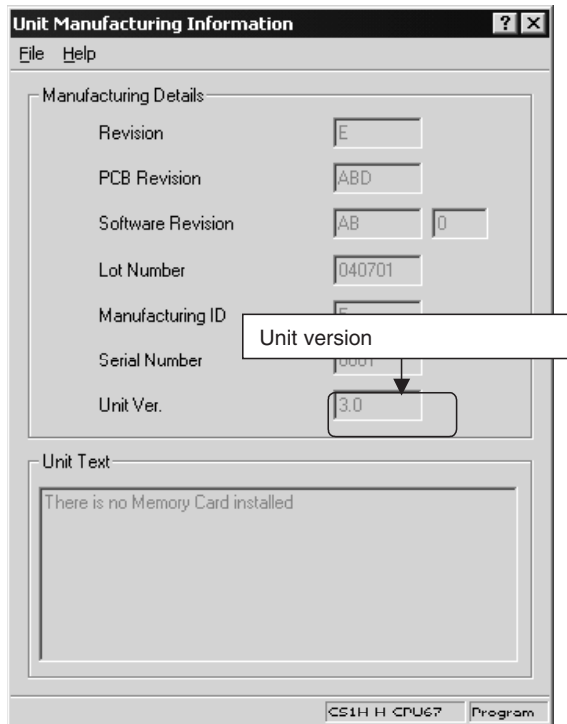 Unit Manufacturing Information ? X
File Help
Manufacturing Details
Revision E
PCB Revision ABD
Software Revision AB 0
Lot Number 040701
Manufacturing ID
Unit version
Serial Number
Unit Ver. 3.0
Unit Text
There is no Memory Card installed
CS1H H CPU67 Program